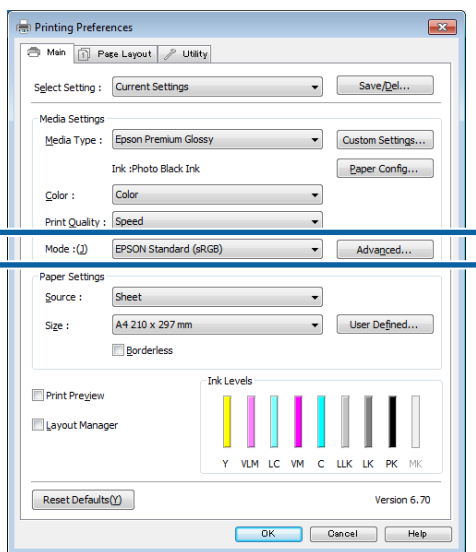 Printing Preferences
Main Page Layout Utility
Select Setting : Current Settings Save/Del...
Media Settings
Media Type : Epson Premium Glossy Custom Settings...
Ink :Photo Black Ink Paper Config...
Color : Color
Print Quality : Speed
Mode :(J) EPSON Standard (sRGB) Advanced...
Paper Settings
Source : Sheet
Size : A4 210 x 297 mm User Defined...
Borderless
Print Preview
Layout Manager
Ink Levels
Y VLM LC VM C LLK LK PK MK
Reset Defaults(Y) Version 6.70
OK Cancel Help